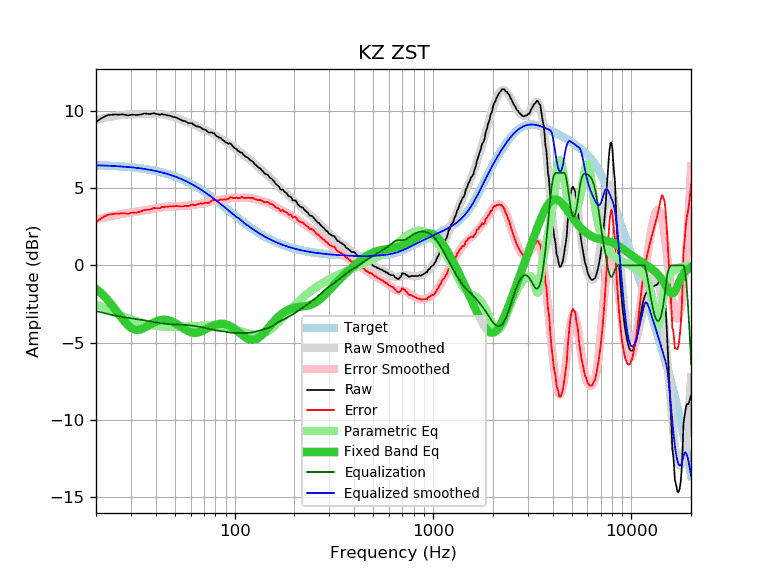 KZ ZST
Amplitude (dBr)
10
5
0
−5
−10
−15
Target
Raw Smoothed
Error Smoothed
Raw
Error
Parametric Eq
Fixed Band Eq
Equalization
Equalized smoothed
100
1000
10000
Frequency (Hz)